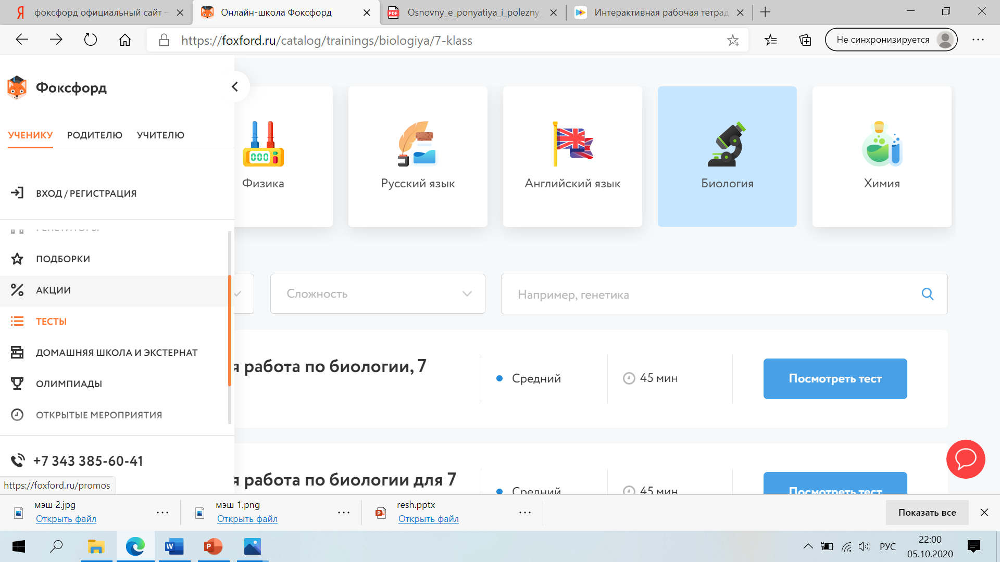 фоксфорд официальный сайт –
Онлайн-школа Фоксфорд
Osnovny_e_ponyatiya_i_polezny_
Интерактивная рабочая тетрад
https://foxford.ru/catalog/trainings/biologiya/7-klass
Не синхронизируется
Фоксфорд
УЧЕНИКУ РОДИТЕЛЮ УЧИТЕЛЮ
ВХОД / РЕГИСТРАЦИЯ
ПОДБОРКИ
АКЦИИ
ТЕСТЫ
ДОМАШНЯЯ ШКОЛА И ЭКСТЕРНАТ
ОЛИМПИАДЫ
ОТКРЫТЫЕ МЕРОПРИЯТИЯ
+7 343 385-60-41
https://foxford.ru/promos
Физика
Русский язык
Английский язык
Биология
Химия
Сложность
Например, генетика
я работа по биологии, 7
Средний
45 мин
Посмотреть тест
я работа по биологии для 7
Средний
45 мин
Посмотреть тест
мэш 2.jpg
Открыть файл
мэш 1.png
Открыть файл
resh.pptx
Открыть файл
Показать все
РУС
22:00
05.10.2020